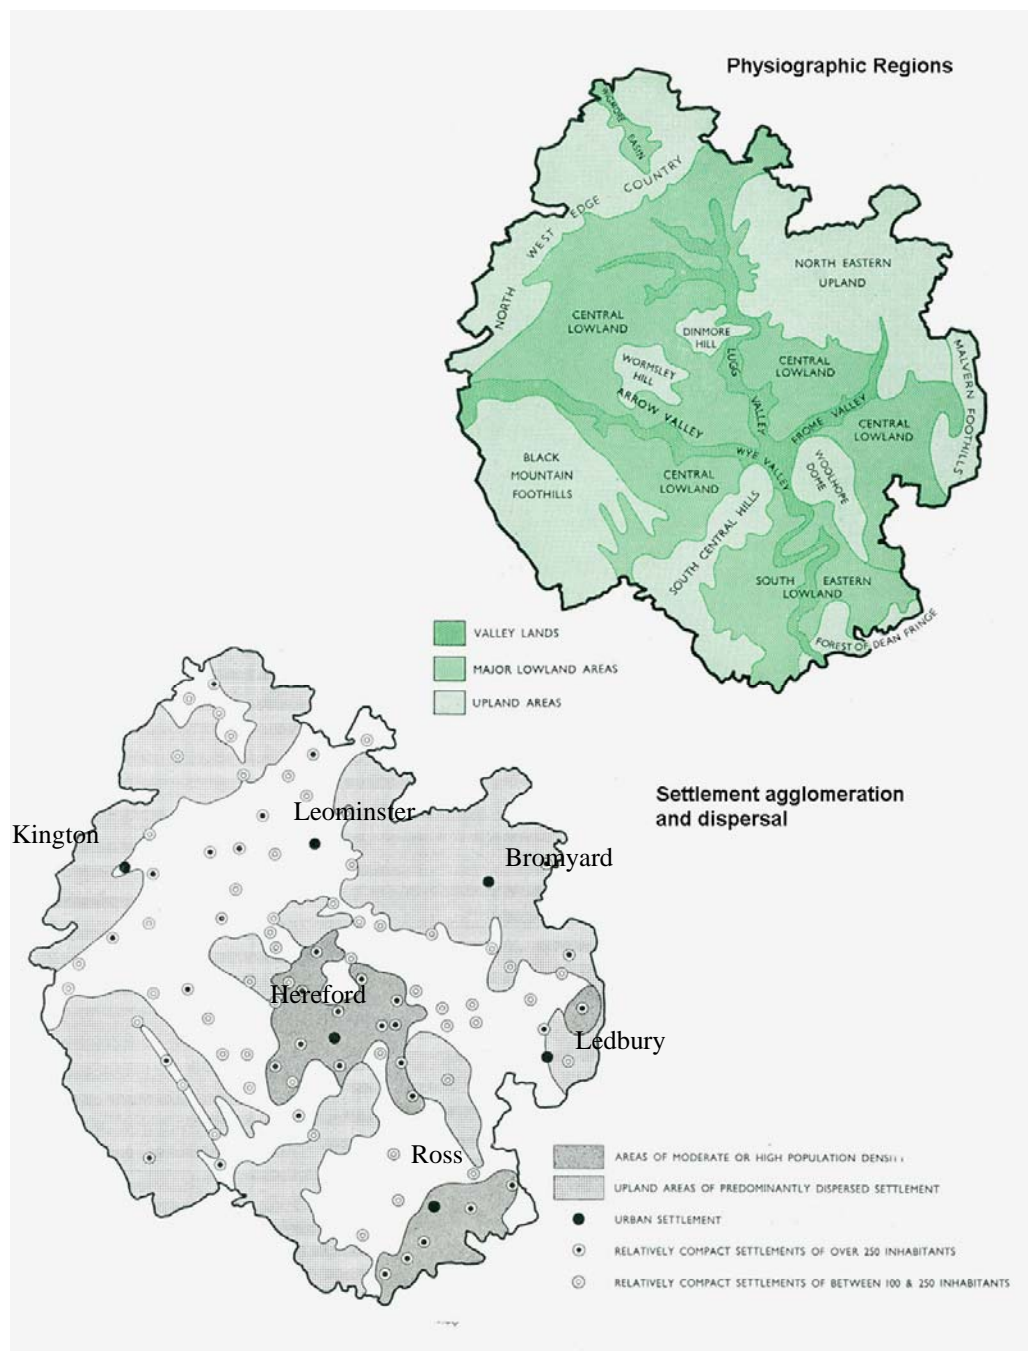 Physiographic Regions
WIGMORE
BASIN
NORTH WEST EDGE COUNTRY
NORTH EASTERN
UPLAND
CENTRAL
LOWLAND
DINMORE
HILL
LUGG
VALLEY
CENTRAL
LOWLAND
MALVERN FOOTHILLS
WORMSLEY
HILL
ARROW VALLEY
FROME VALLEY
CENTRAL
LOWLAND
WYE VALLEY
BLACK
MOUNTAIN
FOOTHILLS
CENTRAL
LOWLAND
WOOLHOPE
DOME
SOUTH CENTRAL HILLS
SOUTH EASTERN
LOWLAND
FOREST OF DEAN FRINGE
VALLEY LANDS
MAJOR LOWLAND AREAS
UPLAND AREAS
Settlement agglomeration
and dispersal
Leominster
Kington
Bromyard
Hereford
Ledbury
Ross
AREAS OF MODERATE OR HIGH POPULATION
UPLAND AREAS OF PREDOMINANTLY DISPERSED SETTLEMENT
URBAN SETTLEMENT
RELATIVELY COMPACT SETTLEMENTS OF OVER 250 INHABITANTS
RELATIVELY COMPACT SETTLEMENTS OF BETWEEN 100 & 250 INHABITANTS